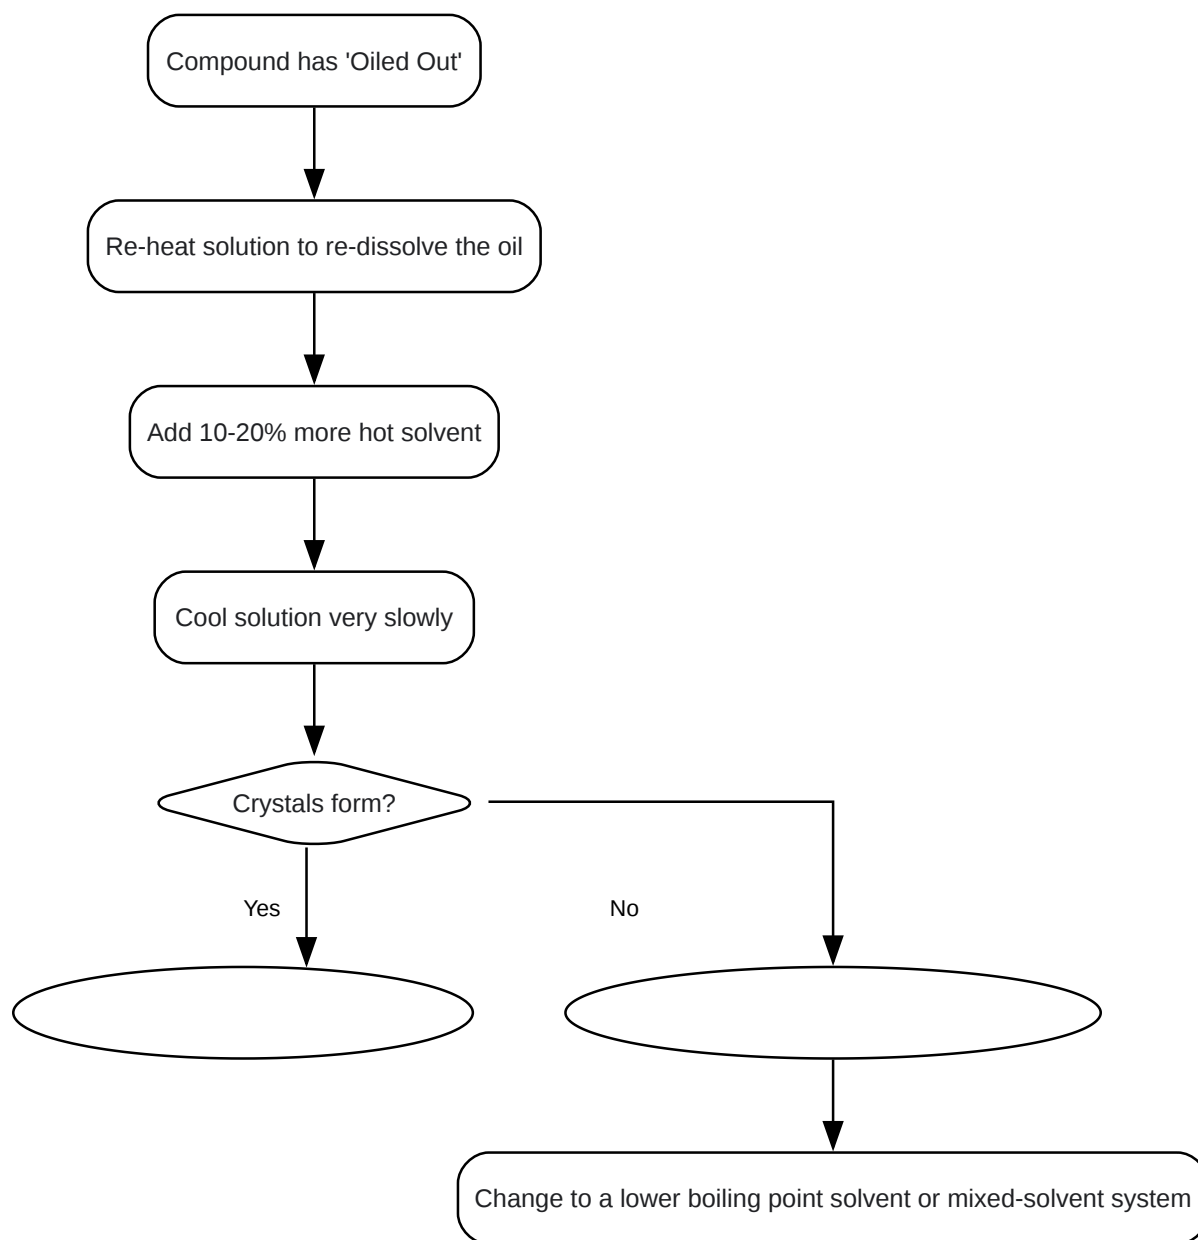 Compound has 'Oiled Out'
Re-heat solution to re-dissolve the oil
Add 10-20% more hot solvent
Cool solution very slowly
Crystals form?
Yes
No
Change to a lower boiling point solvent or mixed-solvent system